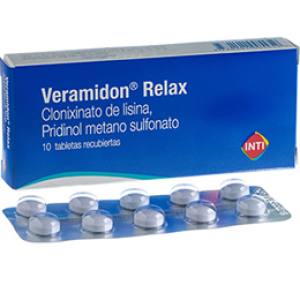 Veramidon® Relax
Clonixinato de lisina,
Pridinol metano sulfonato
10 tabletas recubiertas
INTI